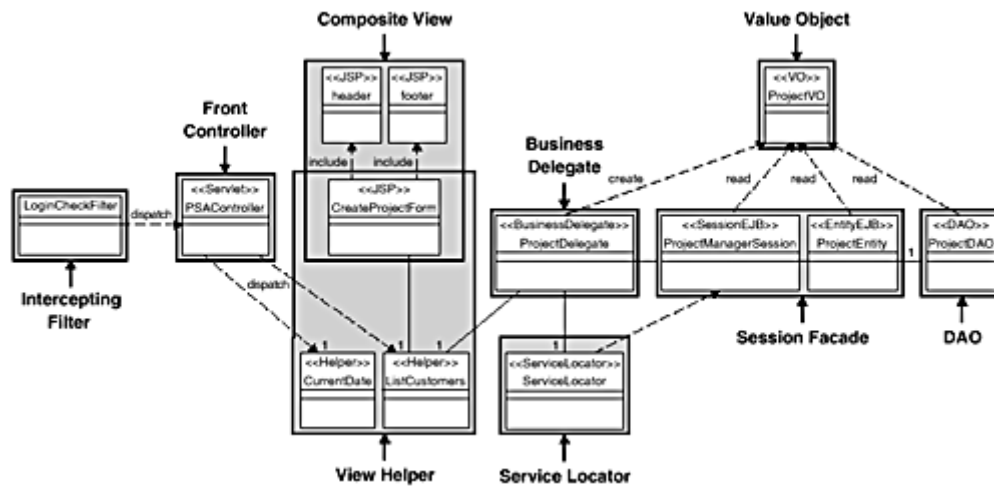 Composite View
Value Object
<<JSP>>
header
<<JSP>>
footer
<<VO>>
ProjectVO
Front
Controller
Business
Delegate
include
include
create
read
read
read
LoginCheckFilter
dispatch
<<Servlet>>
PSAController
<<JSP>>
CreateProjectForm
<<BusinessDelegate>>
ProjectDelegate
<<SessionEJB>>
ProjectManagerSession
<<EntityEJB>>
ProjectEntity
1
<<DAO>>
ProjectDAO
dispatch
Intercepting
Filter
Session Facade
DAO
1
1
1
1
<<Helper>>
CurrentDate
<<Helper>>
ListCustomers
<<ServiceLocator>>
ServiceLocator
View Helper
Service Locator